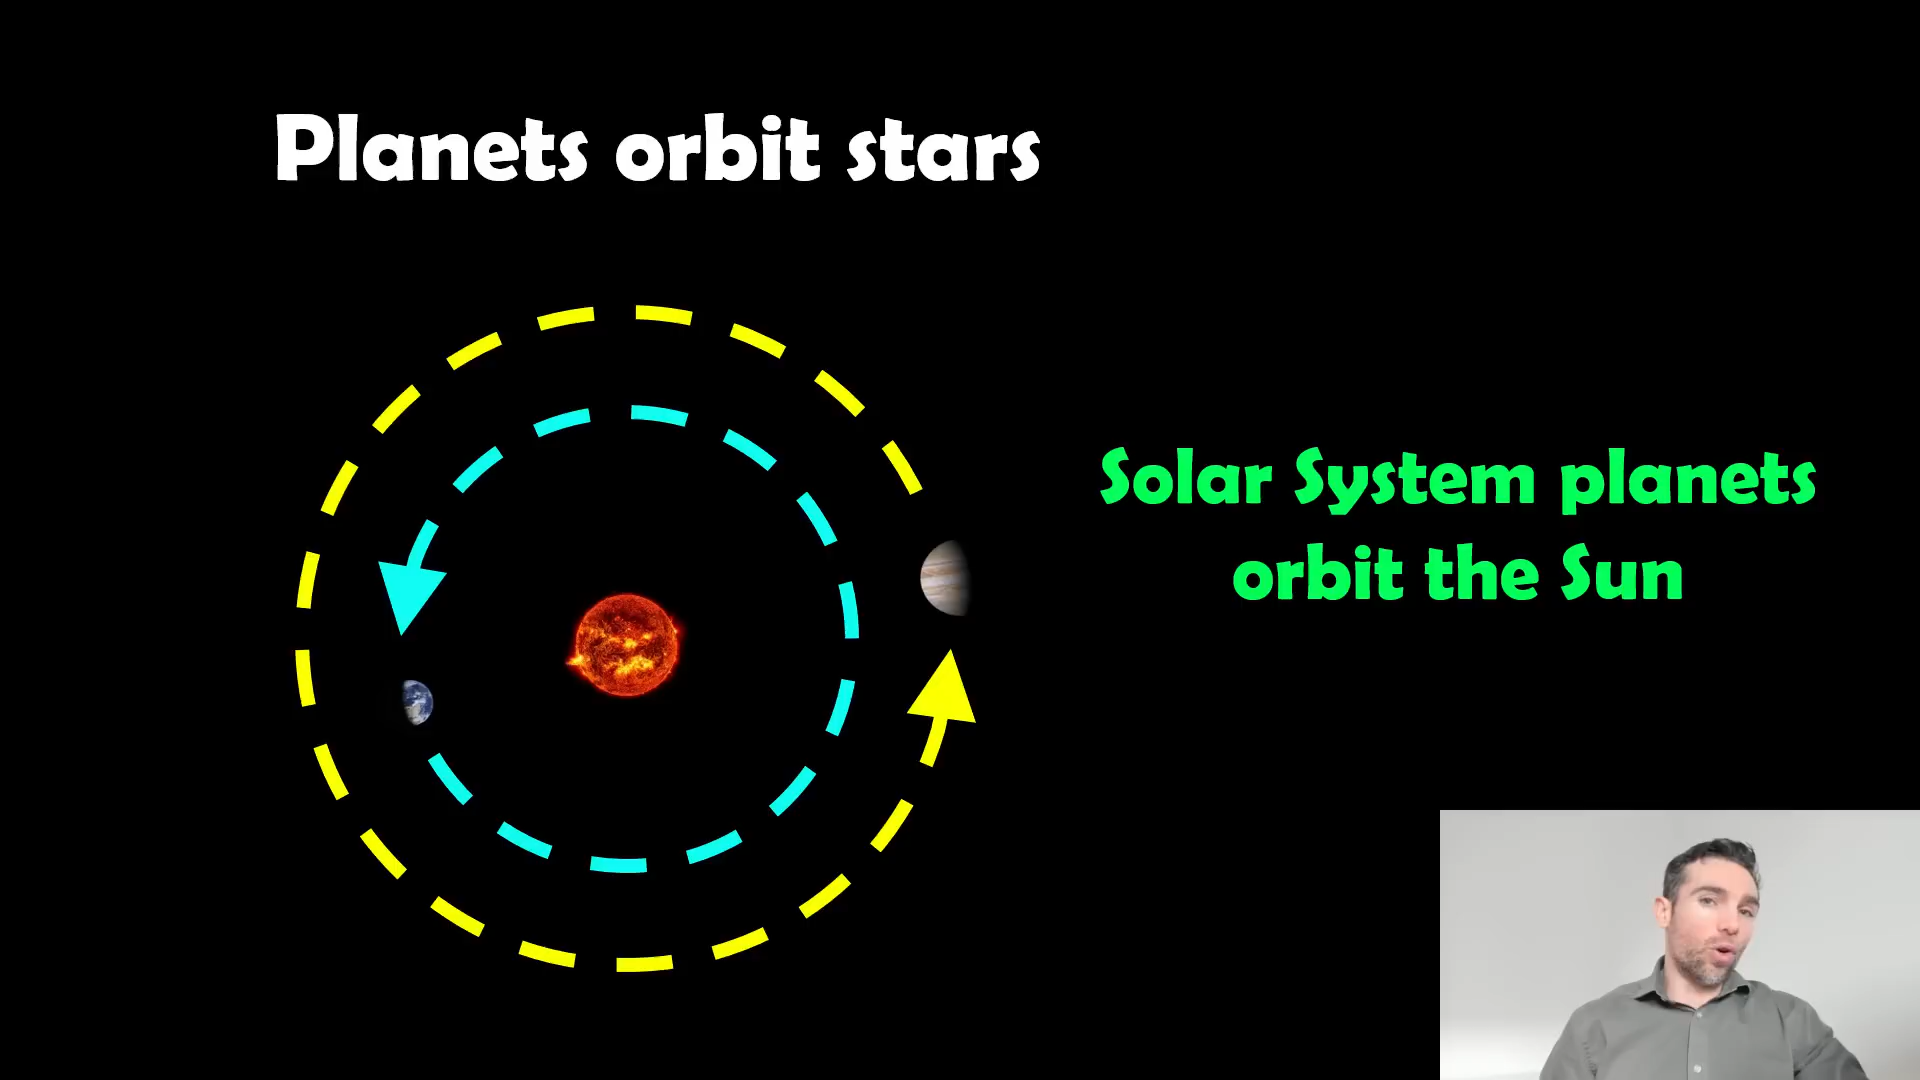 Planets orbit stars
Solar System planets
orbit the Sun